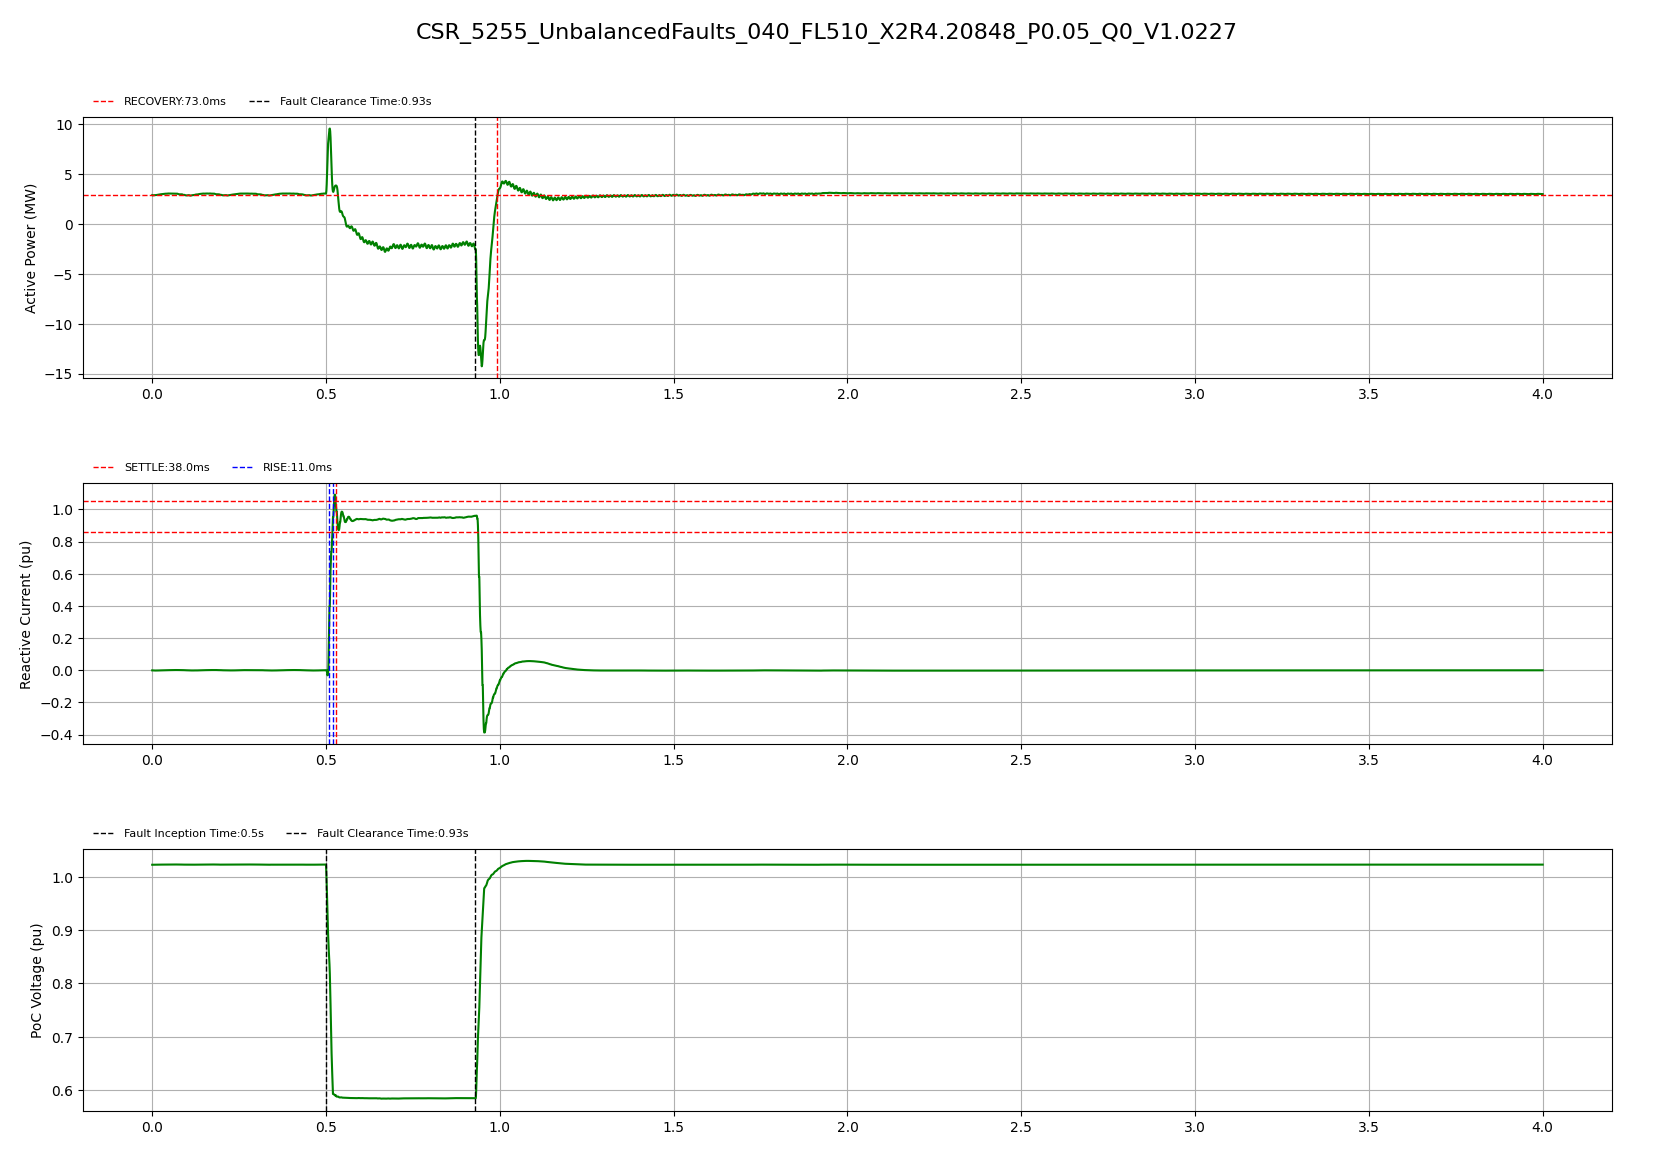 CSR_5255_UnbalancedFaults_040_FL510_X2R4.20848_P0.05_Q0_V1.0227
RECOVERY:73.0ms Fault Clearance Time:0.93s
Active Power (MW)
10
5
0
−5
−10
−15
0.0 0.5 1.0 1.5 2.0 2.5 3.0 3.5 4.0
SETTLE:38.0ms RISE:11.0ms
Reactive Current (pu)
1.0
0.8
0.6
0.4
0.2
0.0
−0.2
−0.4
0.0 0.5 1.0 1.5 2.0 2.5 3.0 3.5 4.0
Fault Inception Time:0.5s Fault Clearance Time:0.93s
PoC Voltage (pu)
1.0
0.9
0.8
0.7
0.6
0.0 0.5 1.0 1.5 2.0 2.5 3.0 3.5 4.0